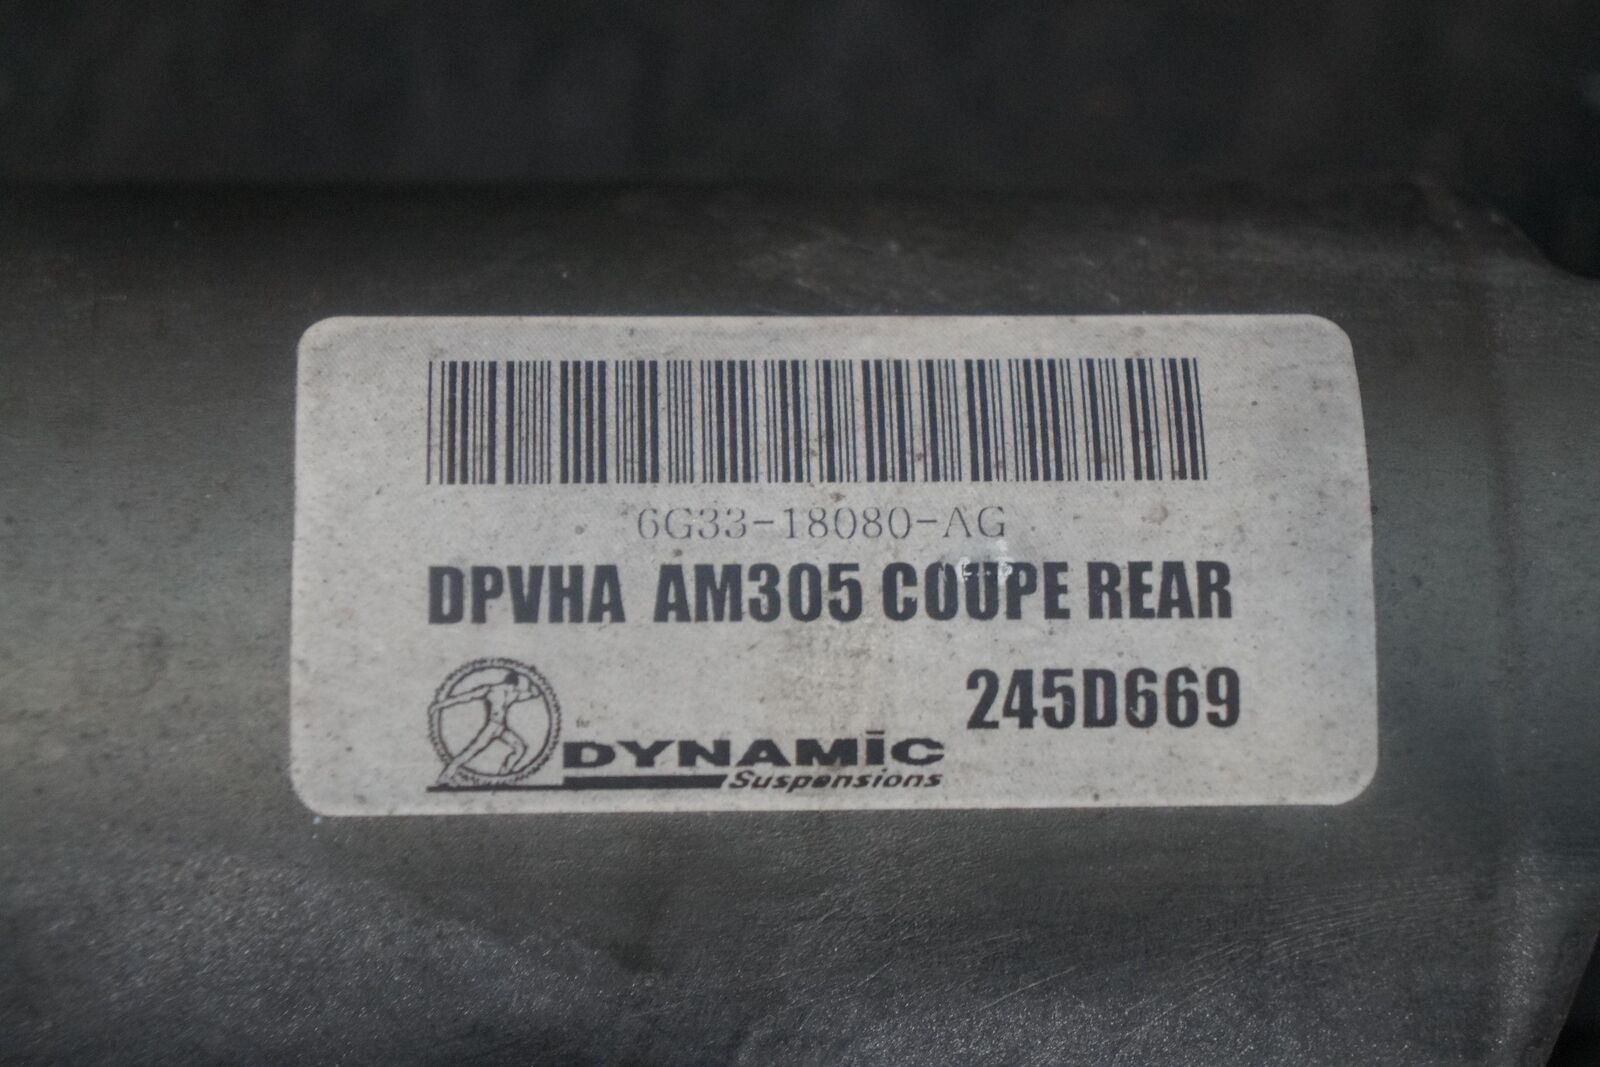 6G33-18080-AG
DPVHA AM305 COUPE REAR
245D669
DYNAMIC
Suspensions